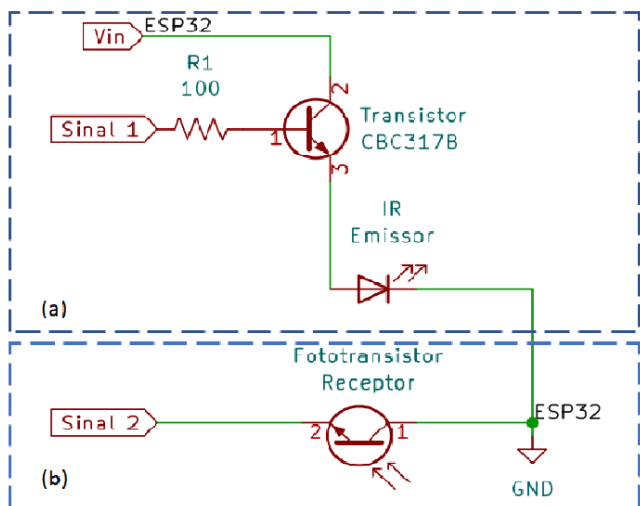 Vin
ESP32
R1
100
Sinal 1
1
2
3
Transistor
CBC317B
IR
Emissor
(a)
Fototransistor
Receptor
Sinal 2
2
1
ESP32
GND
(b)